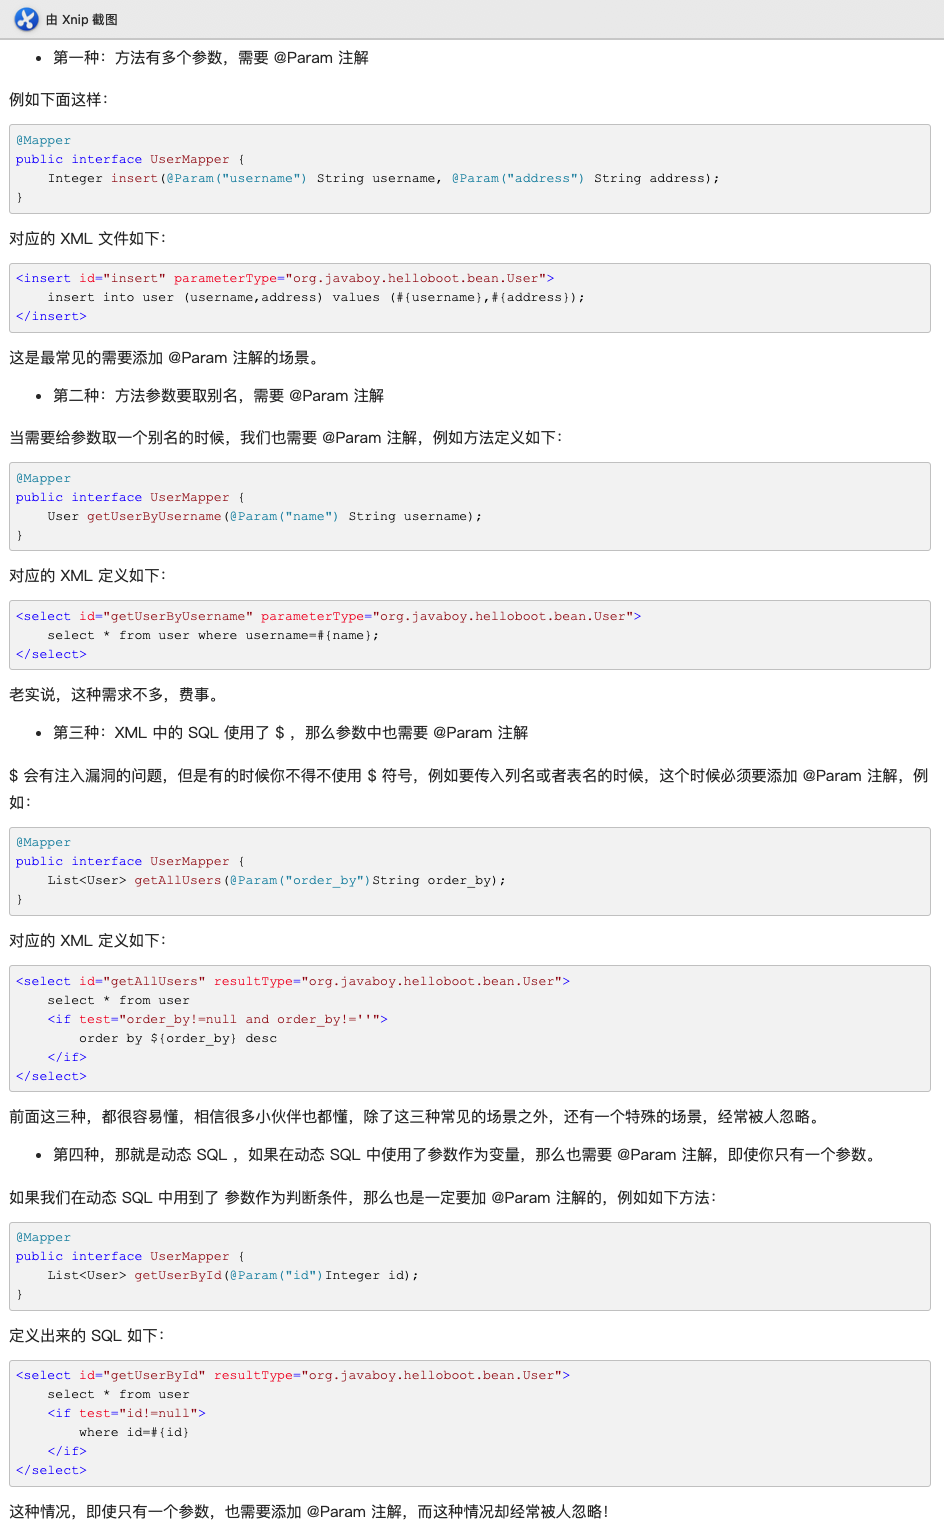 由 Xnip 截图
• 第一种：方法有多个参数，需要 @Param 注解
例如下面这样：
@Mapper
public interface UserMapper {
    Integer insert(@Param("username") String username, @Param("address") String address);
}
对应的 XML 文件如下：
<insert id="insert" parameterType="org.javaboy.helloboot.bean.User">
    insert into user (username,address) values (#{username},#{address});
</insert>
这是最常见的需要添加 @Param 注解的场景。
• 第二种：方法参数要取别名，需要 @Param 注解
当需要给参数取一个别名的时候，我们也需要 @Param 注解，例如方法定义如下：
@Mapper
public interface UserMapper {
    User getUserByUsername(@Param("name") String username);
}
对应的 XML 定义如下：
<select id="getUserByUsername" parameterType="org.javaboy.helloboot.bean.User">
    select * from user where username=#{name};
</select>
老实说，这种需求不多，费事。
• 第三种：XML 中的 SQL 使用了 $ ，那么参数中也需要 @Param 注解
$ 会有注入漏洞的问题，但是有的时候你不得不使用 $ 符号，例如要传入列名或者表名的时候，这个时候必须要添加 @Param 注解，例
如：
@Mapper
public interface UserMapper {
    List<User> getAllUsers(@Param("order_by")String order_by);
}
对应的 XML 定义如下：
<select id="getAllUsers" resultType="org.javaboy.helloboot.bean.User">
    select * from user
    <if test="order_by!=null and order_by!=''">
        order by ${order_by} desc
    </if>
</select>
前面这三种，都很容易懂，相信很多小伙伴也都懂，除了这三种常见的场景之外，还有一个特殊的场景，经常被人忽略。
• 第四种，那就是动态 SQL ，如果在动态 SQL 中使用了参数作为变量，那么也需要 @Param 注解，即使你只有一个参数。
如果我们在动态 SQL 中用到了 参数作为判断条件，那么也是一定要加 @Param 注解的，例如如下方法：
@Mapper
public interface UserMapper {
    List<User> getUserById(@Param("id")Integer id);
}
定义出来的 SQL 如下：
<select id="getUserById" resultType="org.javaboy.helloboot.bean.User">
    select * from user
    <if test="id!=null">
        where id=#{id}
    </if>
</select>
这种情况，即使只有一个参数，也需要添加 @Param 注解，而这种情况却经常被人忽略！